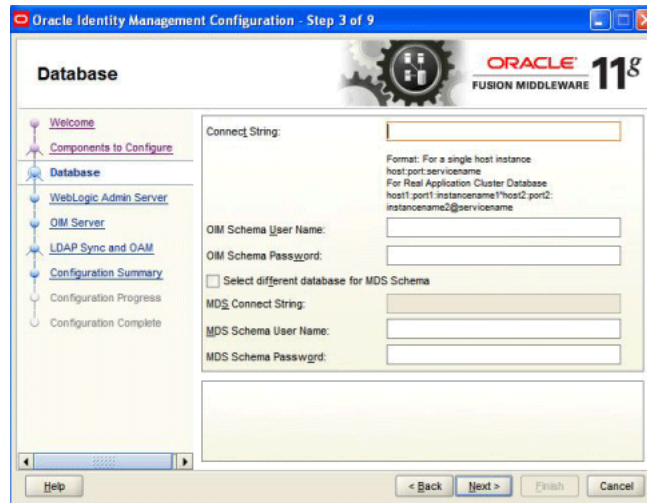 Oracle Identity Management Configuration - Step 3 of 9
Database
ORACLE
FUSION MIDDLEWARE 11g
Welcome
Components to Configure
Database
WebLogic Admin Server
OIM Server
LDAP Sync and OAM
Configuration Summary
Configuration Progress
Configuration Complete
Connect String:
Format: For a single host instance
host:port:servicename
For Real Application Cluster Database
host1:port1:instancename1^host2:port2:
instancename2@servicename
OIM Schema User Name:
OIM Schema Password:
Select different database for MDS Schema
MDS Connect String:
MDS Schema User Name:
MDS Schema Password:
Help
< Back
Next >
Finish
Cancel